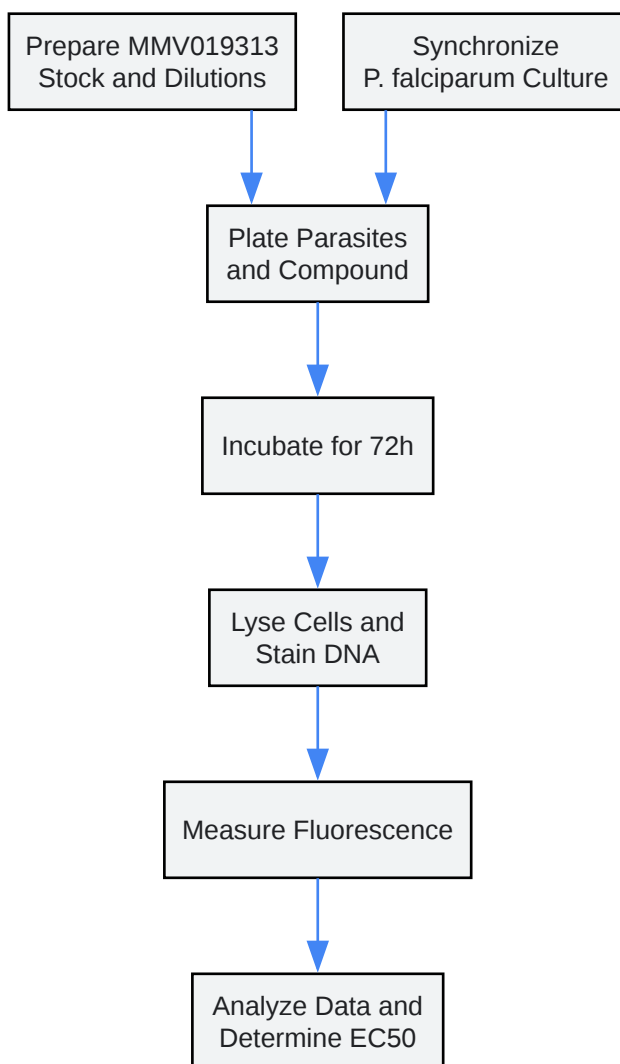 Prepare MMV019313
Stock and Dilutions
Synchronize
P. falciparum Culture
Plate Parasites
and Compound
Incubate for 72h
Lyse Cells and
Stain DNA
Measure Fluorescence
Analyze Data and
Determine EC50